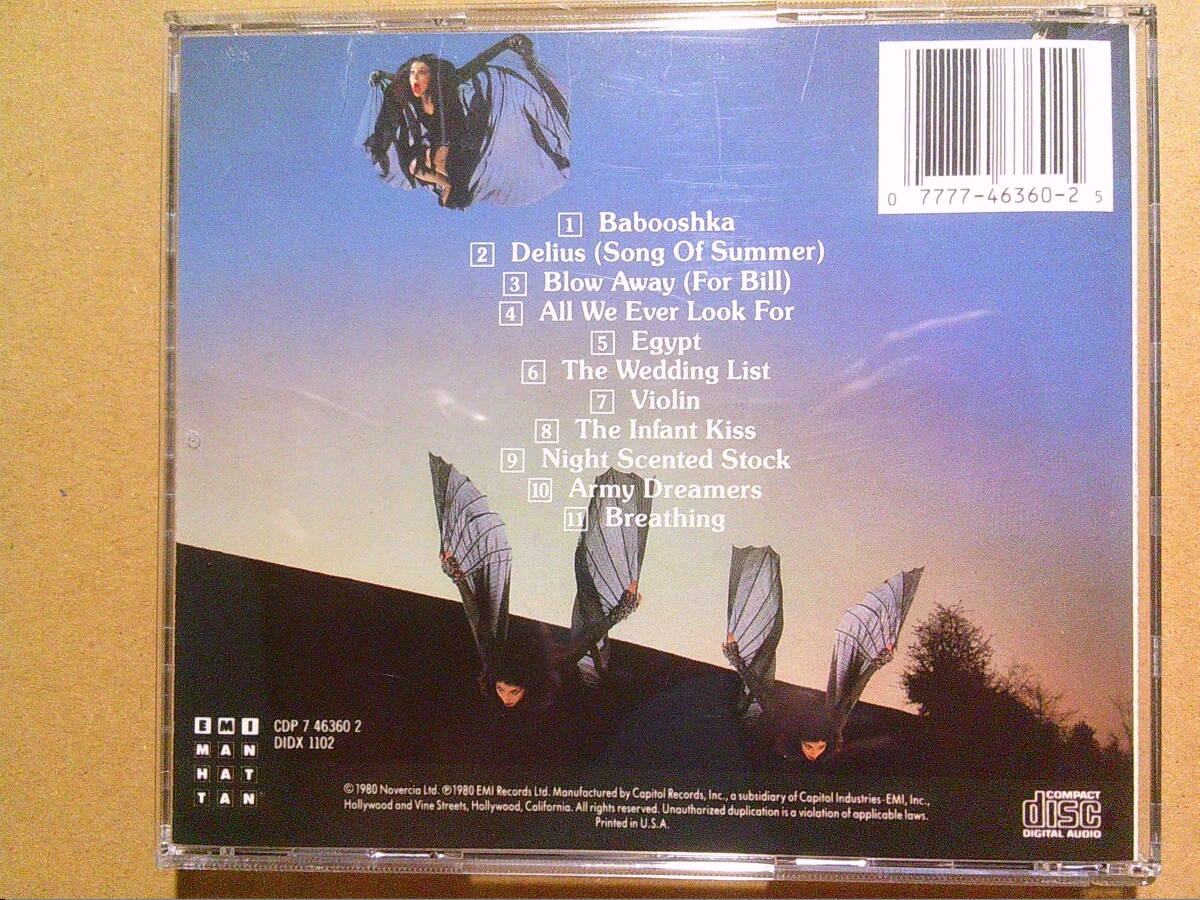 0 7777-46360-2 5
1 Babooshka
2 Delius (Song Of Summer)
3 Blow Away (For Bill)
4 All We Ever Look For
5 Egypt
6 The Wedding List
7 Violin
8 The Infant Kiss
9 Night Scented Stock
10 Army Dreamers
11 Breathing
EMI
MAN
HAT
TAN
CDP 7 46360 2
DIDX 1102
©1980 Novercia Ltd. ℗1980 EMI Records Ltd. Manufactured by Capitol Records, Inc., a subsidiary of Capitol Industries-EMI, Inc.,
Hollywood and Vine Streets, Hollywood, California. All rights reserved. Unauthorized duplication is a violation of applicable laws.
Printed in U.S.A.
COMPACT
disc
DIGITAL AUDIO